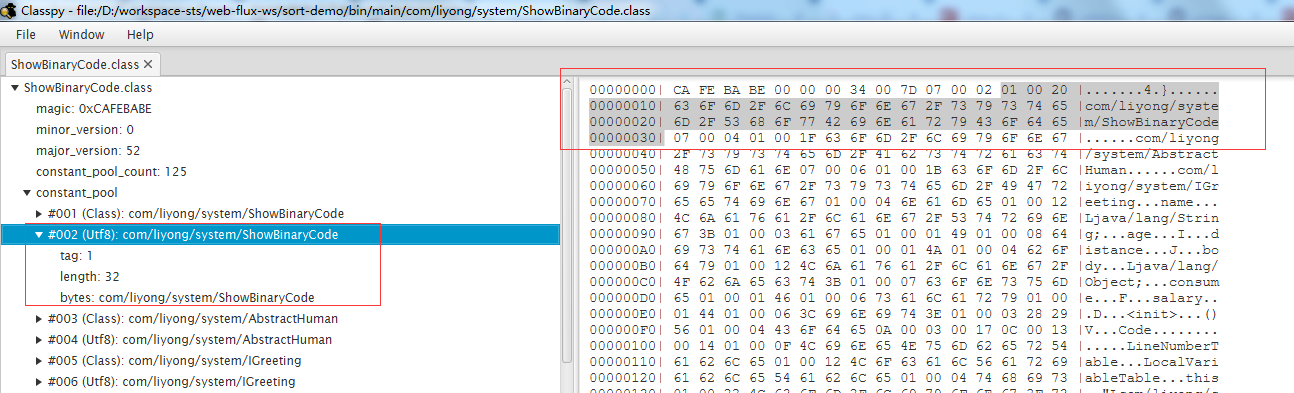 Classpy - file:/D:/workspace-sts/web-flux-ws/sort-demo/bin/main/com/liyong/system/ShowBinaryCode.class
File Window Help
ShowBinaryCode.class ×
ShowBinaryCode.class
magic: 0xCAFEBABE
minor_version: 0
major_version: 52
constant_pool_count: 125
constant_pool
#001 (Class): com/liyong/system/ShowBinaryCode
#002 (Utf8): com/liyong/system/ShowBinaryCode
tag: 1
length: 32
bytes: com/liyong/system/ShowBinaryCode
#003 (Class): com/liyong/system/AbstractHuman
#004 (Utf8): com/liyong/system/AbstractHuman
#005 (Class): com/liyong/system/IGreeting
#006 (Utf8): com/liyong/system/IGreeting
00000000| CA FE BA BE 00 00 00 34 00 7D 07 00 02 01 00 20 |.......4.}......
00000010| 63 6F 6D 2F 6C 69 79 6F 6E 67 2F 73 79 73 74 65 |com/liyong/syste
00000020| 6D 2F 53 68 6F 77 42 69 6E 61 72 79 43 6F 64 65 |m/ShowBinaryCode
00000030| 07 00 04 01 00 1F 63 6F 6D 2F 6C 69 79 6F 6E 67 |......com/liyong
00000040| 2F 73 79 73 74 65 6D 2F 41 62 73 74 72 61 63 74 |/system/Abstract
00000050| 48 75 6D 61 6E 07 00 06 01 00 1B 63 6F 6D 2F 6C |Human......com/l
00000060| 69 79 6F 6E 67 2F 73 79 73 74 65 6D 2F 49 47 72 |iyong/system/IGr
00000070| 65 65 74 69 6E 67 01 00 04 6E 61 6D 65 01 00 12 |eeting...name...
00000080| 4C 6A 61 76 61 2F 6C 61 6E 67 2F 53 74 72 69 6E |Ljava/lang/Strin
00000090| 67 3B 01 00 03 61 67 65 01 00 01 49 01 00 08 64 |g;...age...I...d
000000A0| 69 73 74 61 6E 63 65 01 00 01 4A 01 00 04 62 6F |istance...J...bo
000000B0| 64 79 01 00 12 4C 6A 61 76 61 2F 6C 61 6E 67 2F |dy...Ljava/lang/
000000C0| 4F 62 6A 65 63 74 3B 01 00 07 63 6F 6E 73 75 6D |Object;...consum
000000D0| 65 01 00 01 46 01 00 06 73 61 6C 61 72 79 01 00 |e...F...salary..
000000E0| 01 44 01 00 06 3C 69 6E 69 74 3E 01 00 03 28 29 |.D...<init>...()
000000F0| 56 01 00 04 43 6F 64 65 0A 00 03 00 17 0C 00 13 |V...Code........
00000100| 00 14 01 00 0F 4C 69 6E 65 4E 75 6D 62 65 72 54 |.....LineNumberT
00000110| 61 62 6C 65 01 00 12 4C 6F 63 61 6C 56 61 72 69 |able...LocalVari
00000120| 61 62 6C 65 54 61 62 6C 65 01 00 04 74 68 69 73 |ableTable...this